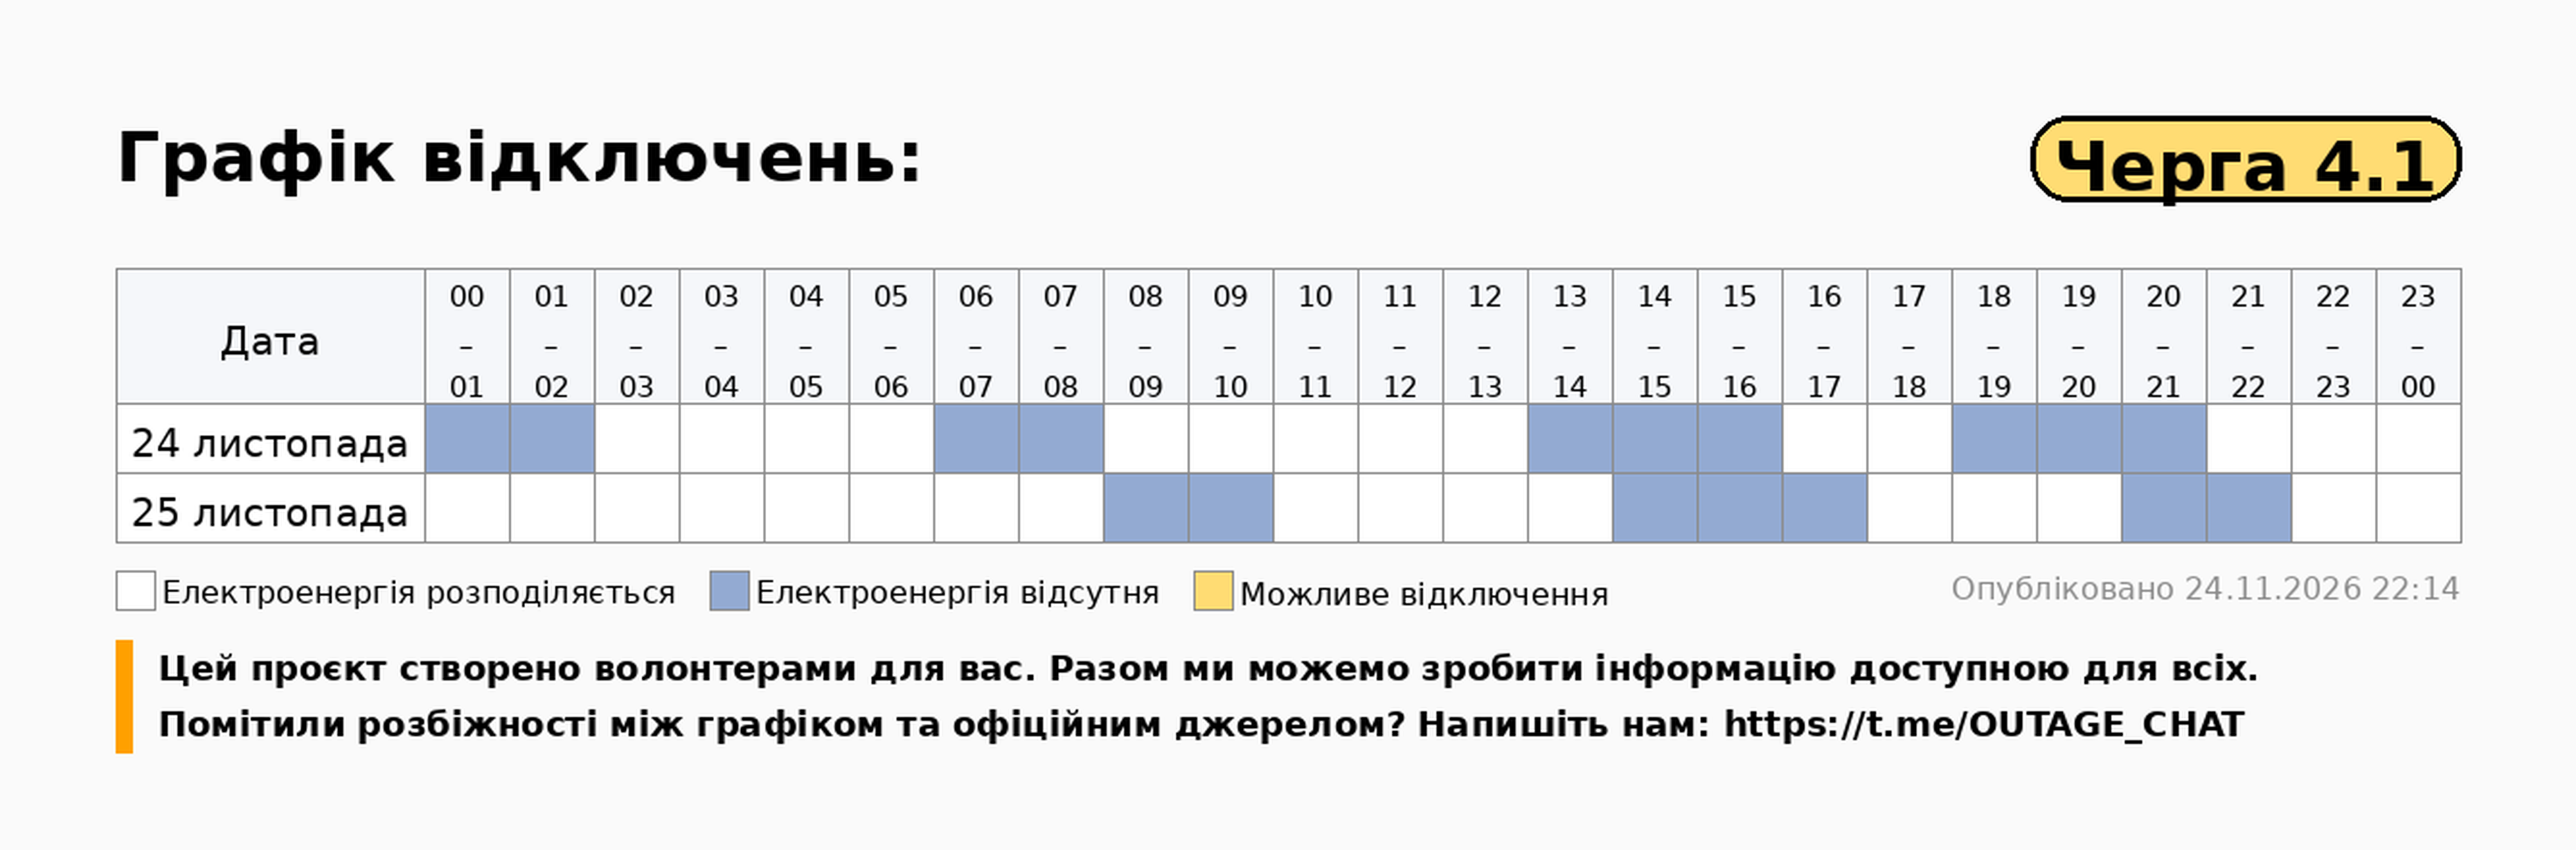 Графік відключень:
Черга 4.1
Дата
00 – 01
01 – 02
02 – 03
03 – 04
04 – 05
05 – 06
06 – 07
07 – 08
08 – 09
09 – 10
10 – 11
11 – 12
12 – 13
13 – 14
14 – 15
15 – 16
16 – 17
17 – 18
18 – 19
19 – 20
20 – 21
21 – 22
22 – 23
23 – 00
24 листопада
25 листопада
Електроенергія розподіляється
Електроенергія відсутня
Можливе відключення
Опубліковано 24.11.2026 22:14
Цей проєкт створено волонтерами для вас. Разом ми можемо зробити інформацію доступною для всіх.
Помітили розбіжності між графіком та офіційним джерелом? Напишіть нам: https://t.me/OUTAGE_CHAT